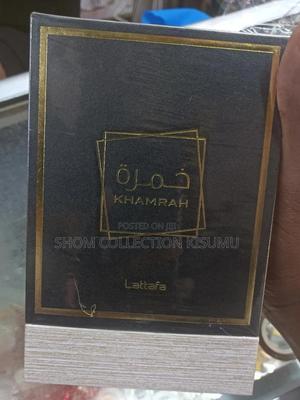 خمرة
KHAMRAH
POSTED ON
SHOM COLLECTION KISUMU
Lattafa